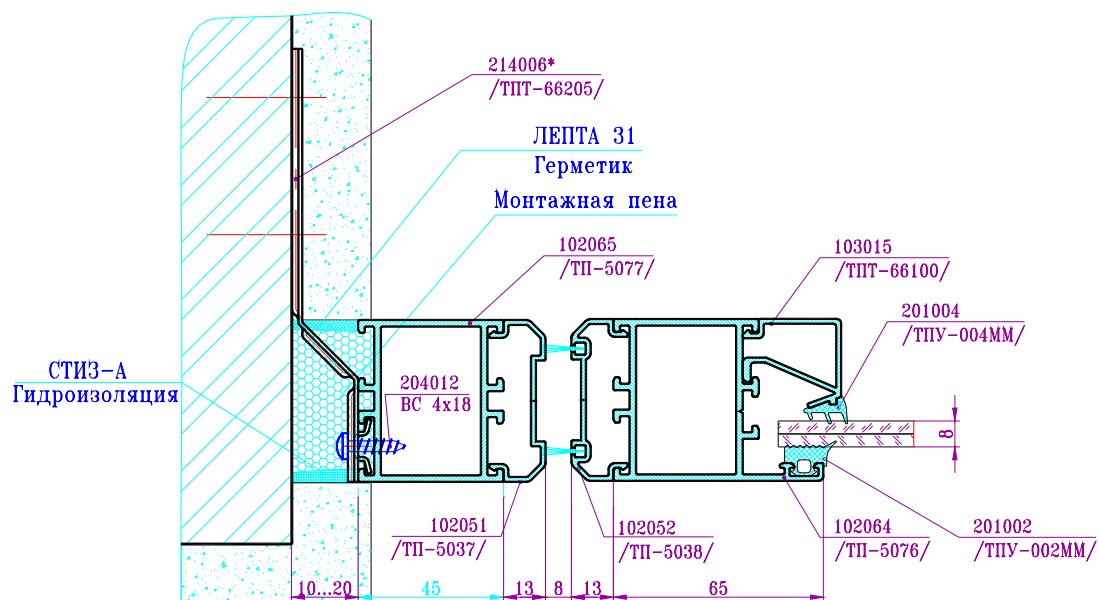 214006*
/ТПТ-66205/
ЛЕПТА 31
Герметик
Монтажная пена
102065
/ТП-5077/
103015
/ТПТ-66100/
201004
/ТПУ-004ММ/
СТИЗ-А
Гидроизоляция
204012
ВС 4х18
8
102051
/ТП-5037/
102052
/ТП-5038/
102064
/ТП-5076/
201002
/ТПУ-002ММ/
10...20
45
13
8
13
65